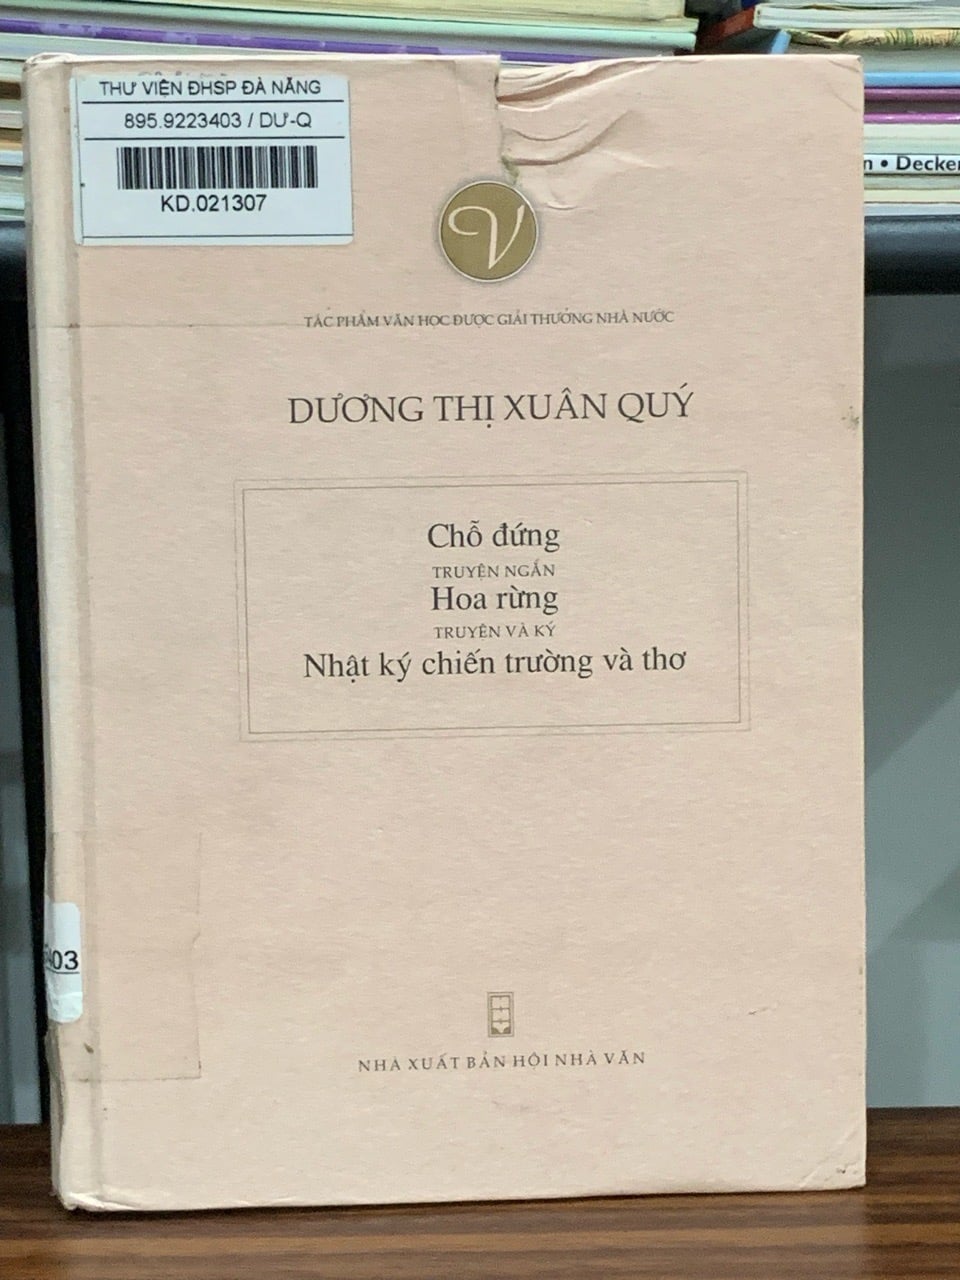 THƯ VIỆN ĐHSP ĐÀ NẴNG
895.9223403 / DƯ-Q
KD.021307
Decker
V
TÁC PHẨM VĂN HỌC ĐƯỢC GIẢI THƯỞNG NHÀ NƯỚC
DƯƠNG THỊ XUÂN QUÝ
Chỗ đứng
TRUYỆN NGẮN
Hoa rừng
TRUYỆN VÀ KÝ
Nhật ký chiến trường và thơ
403
NHÀ XUẤT BẢN HỘI NHÀ VĂN